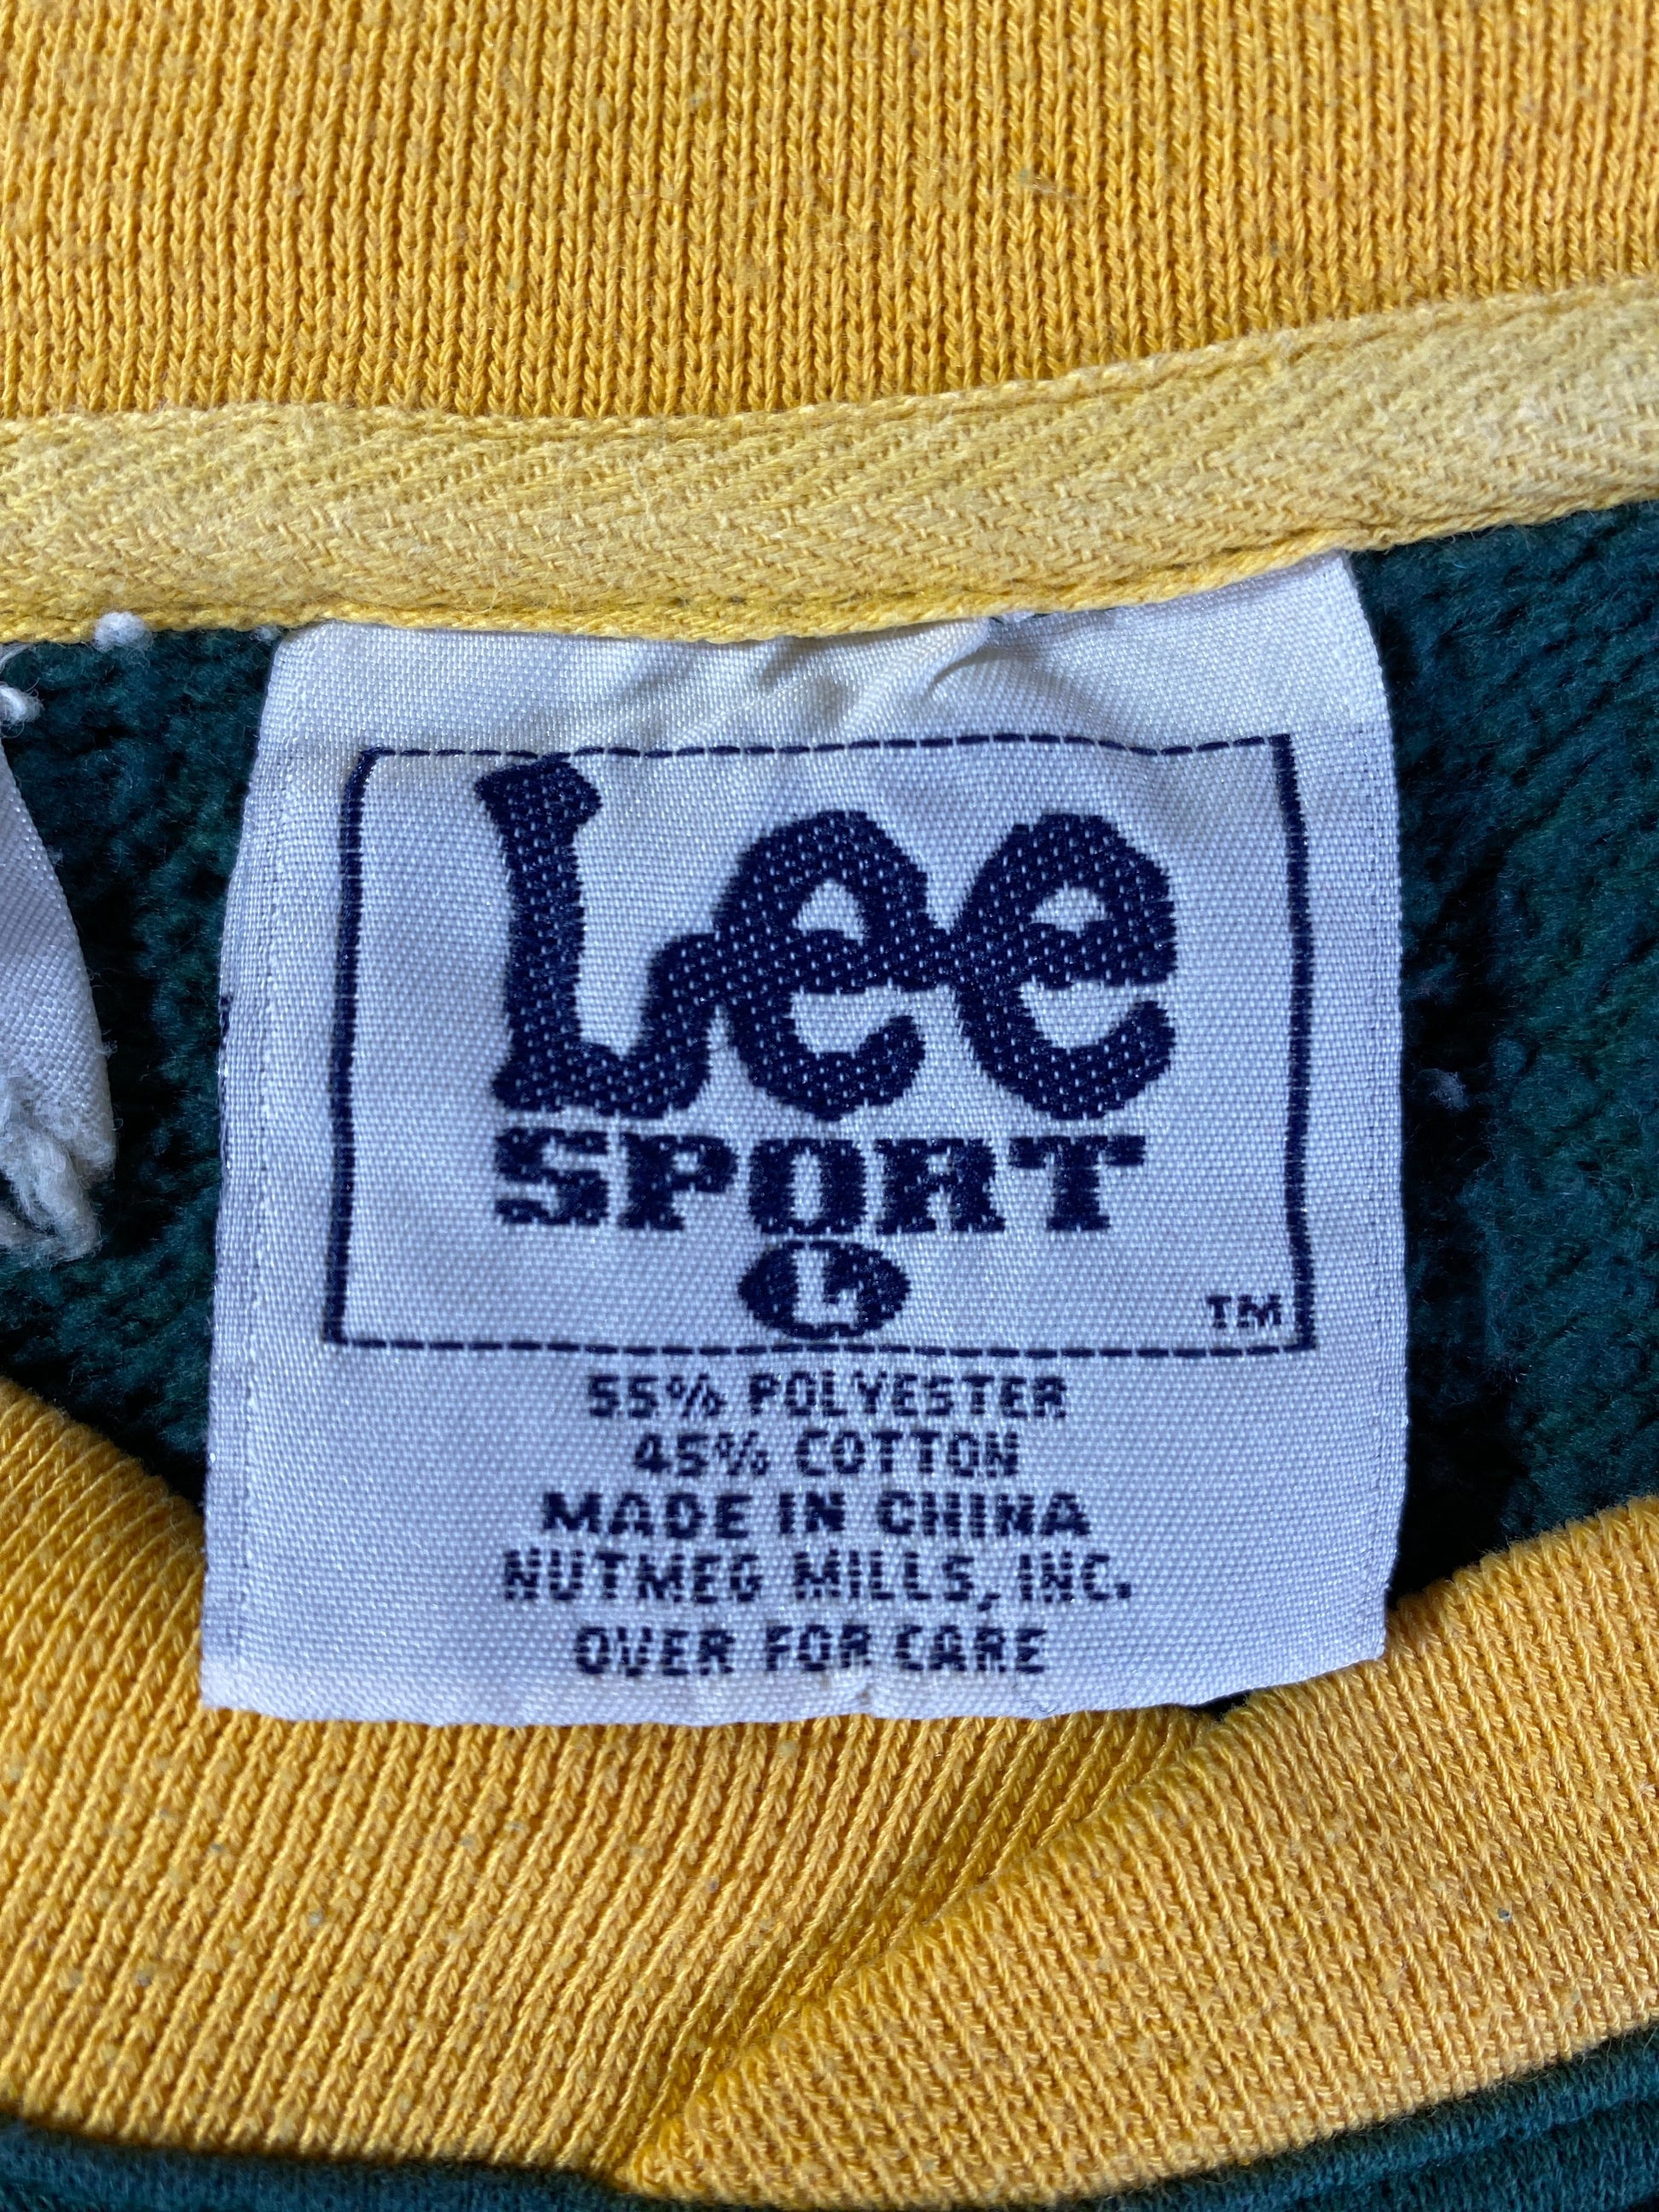 Lee
SPORT
L
TM
55% POLYESTER
45% COTTON
MADE IN CHINA
NUTMEG MILLS, INC.
OVER FOR CARE